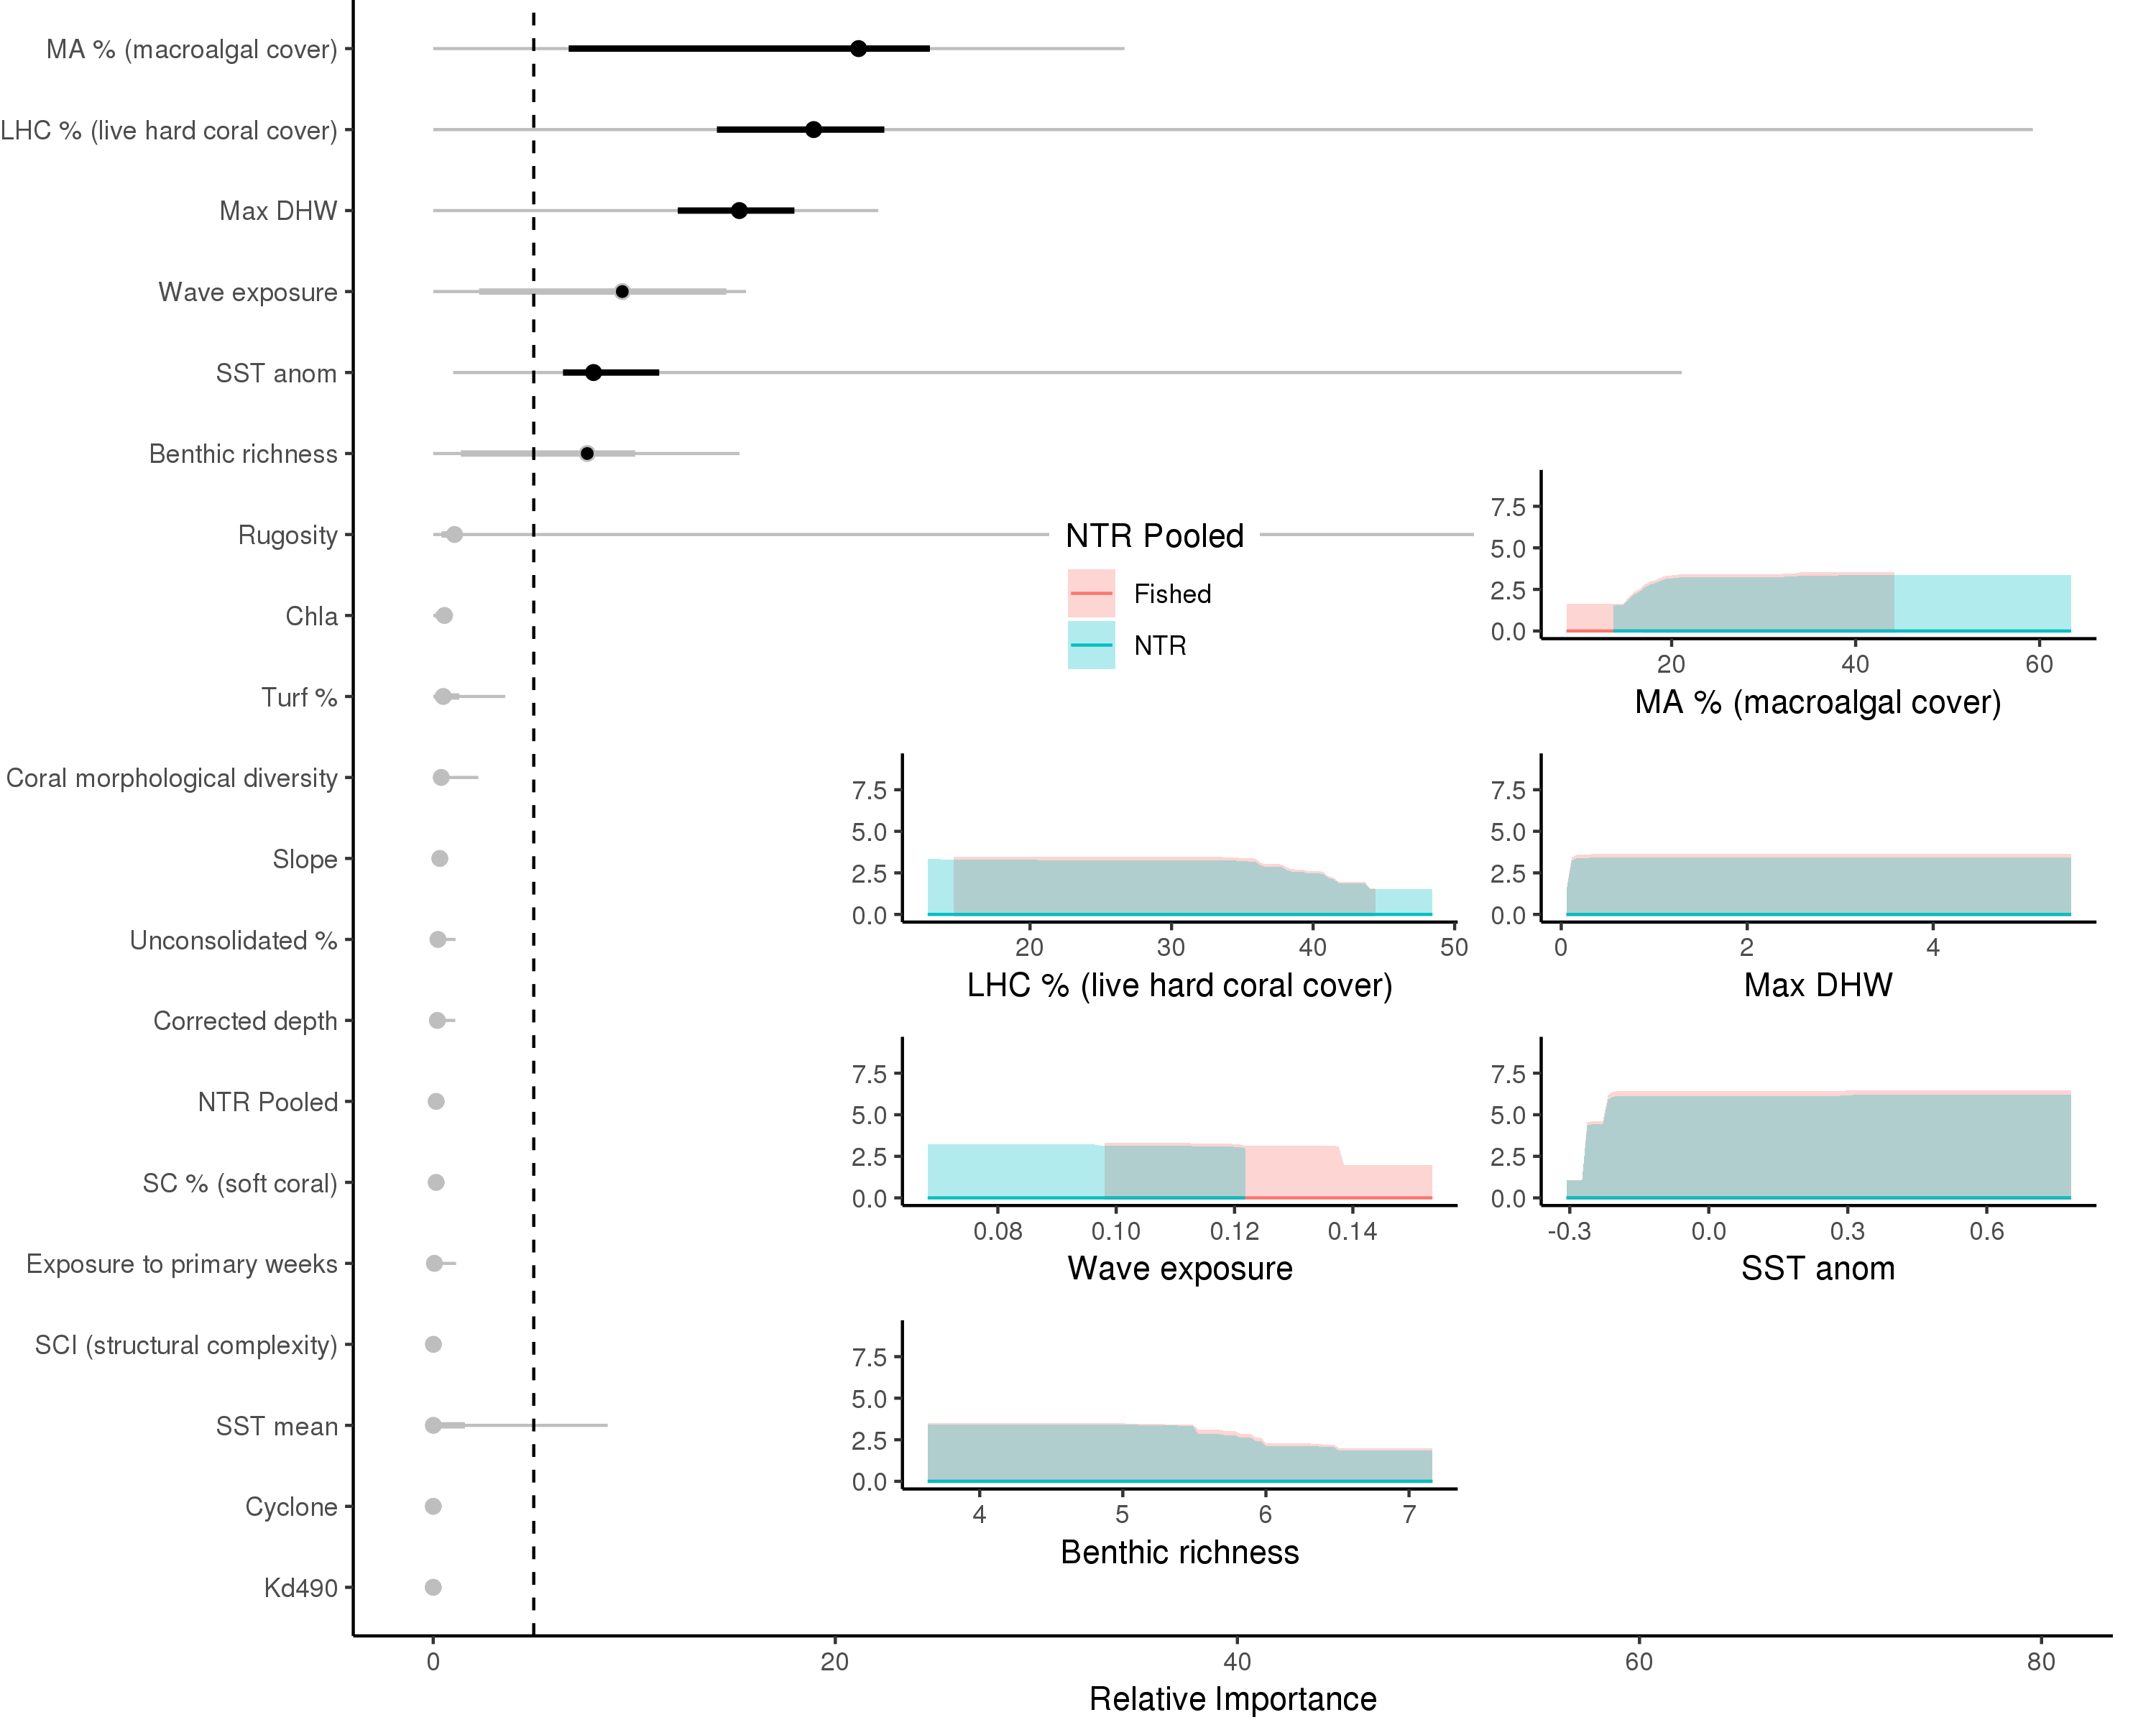 MA % (macroalgal cover)
LHC % (live hard coral cover)
Max DHW
Wave exposure
SST anom
Benthic richness
Rugosity
Chla
Turf %
Coral morphological diversity
Slope
Unconsolidated %
Corrected depth
NTR Pooled
SC % (soft coral)
Exposure to primary weeks
SCI (structural complexity)
SST mean
Cyclone
Kd490
0 20 40 60 80
Relative Importance
NTR Pooled
Fished
NTR
7.5
5.0
2.5
0.0
20 40 60
MA % (macroalgal cover)
7.5
5.0
2.5
0.0
20 30 40 50
LHC % (live hard coral cover)
7.5
5.0
2.5
0.0
0 2 4
Max DHW
7.5
5.0
2.5
0.0
0.08 0.10 0.12 0.14
Wave exposure
7.5
5.0
2.5
0.0
-0.3 0.0 0.3 0.6
SST anom
7.5
5.0
2.5
0.0
4 5 6 7
Benthic richness